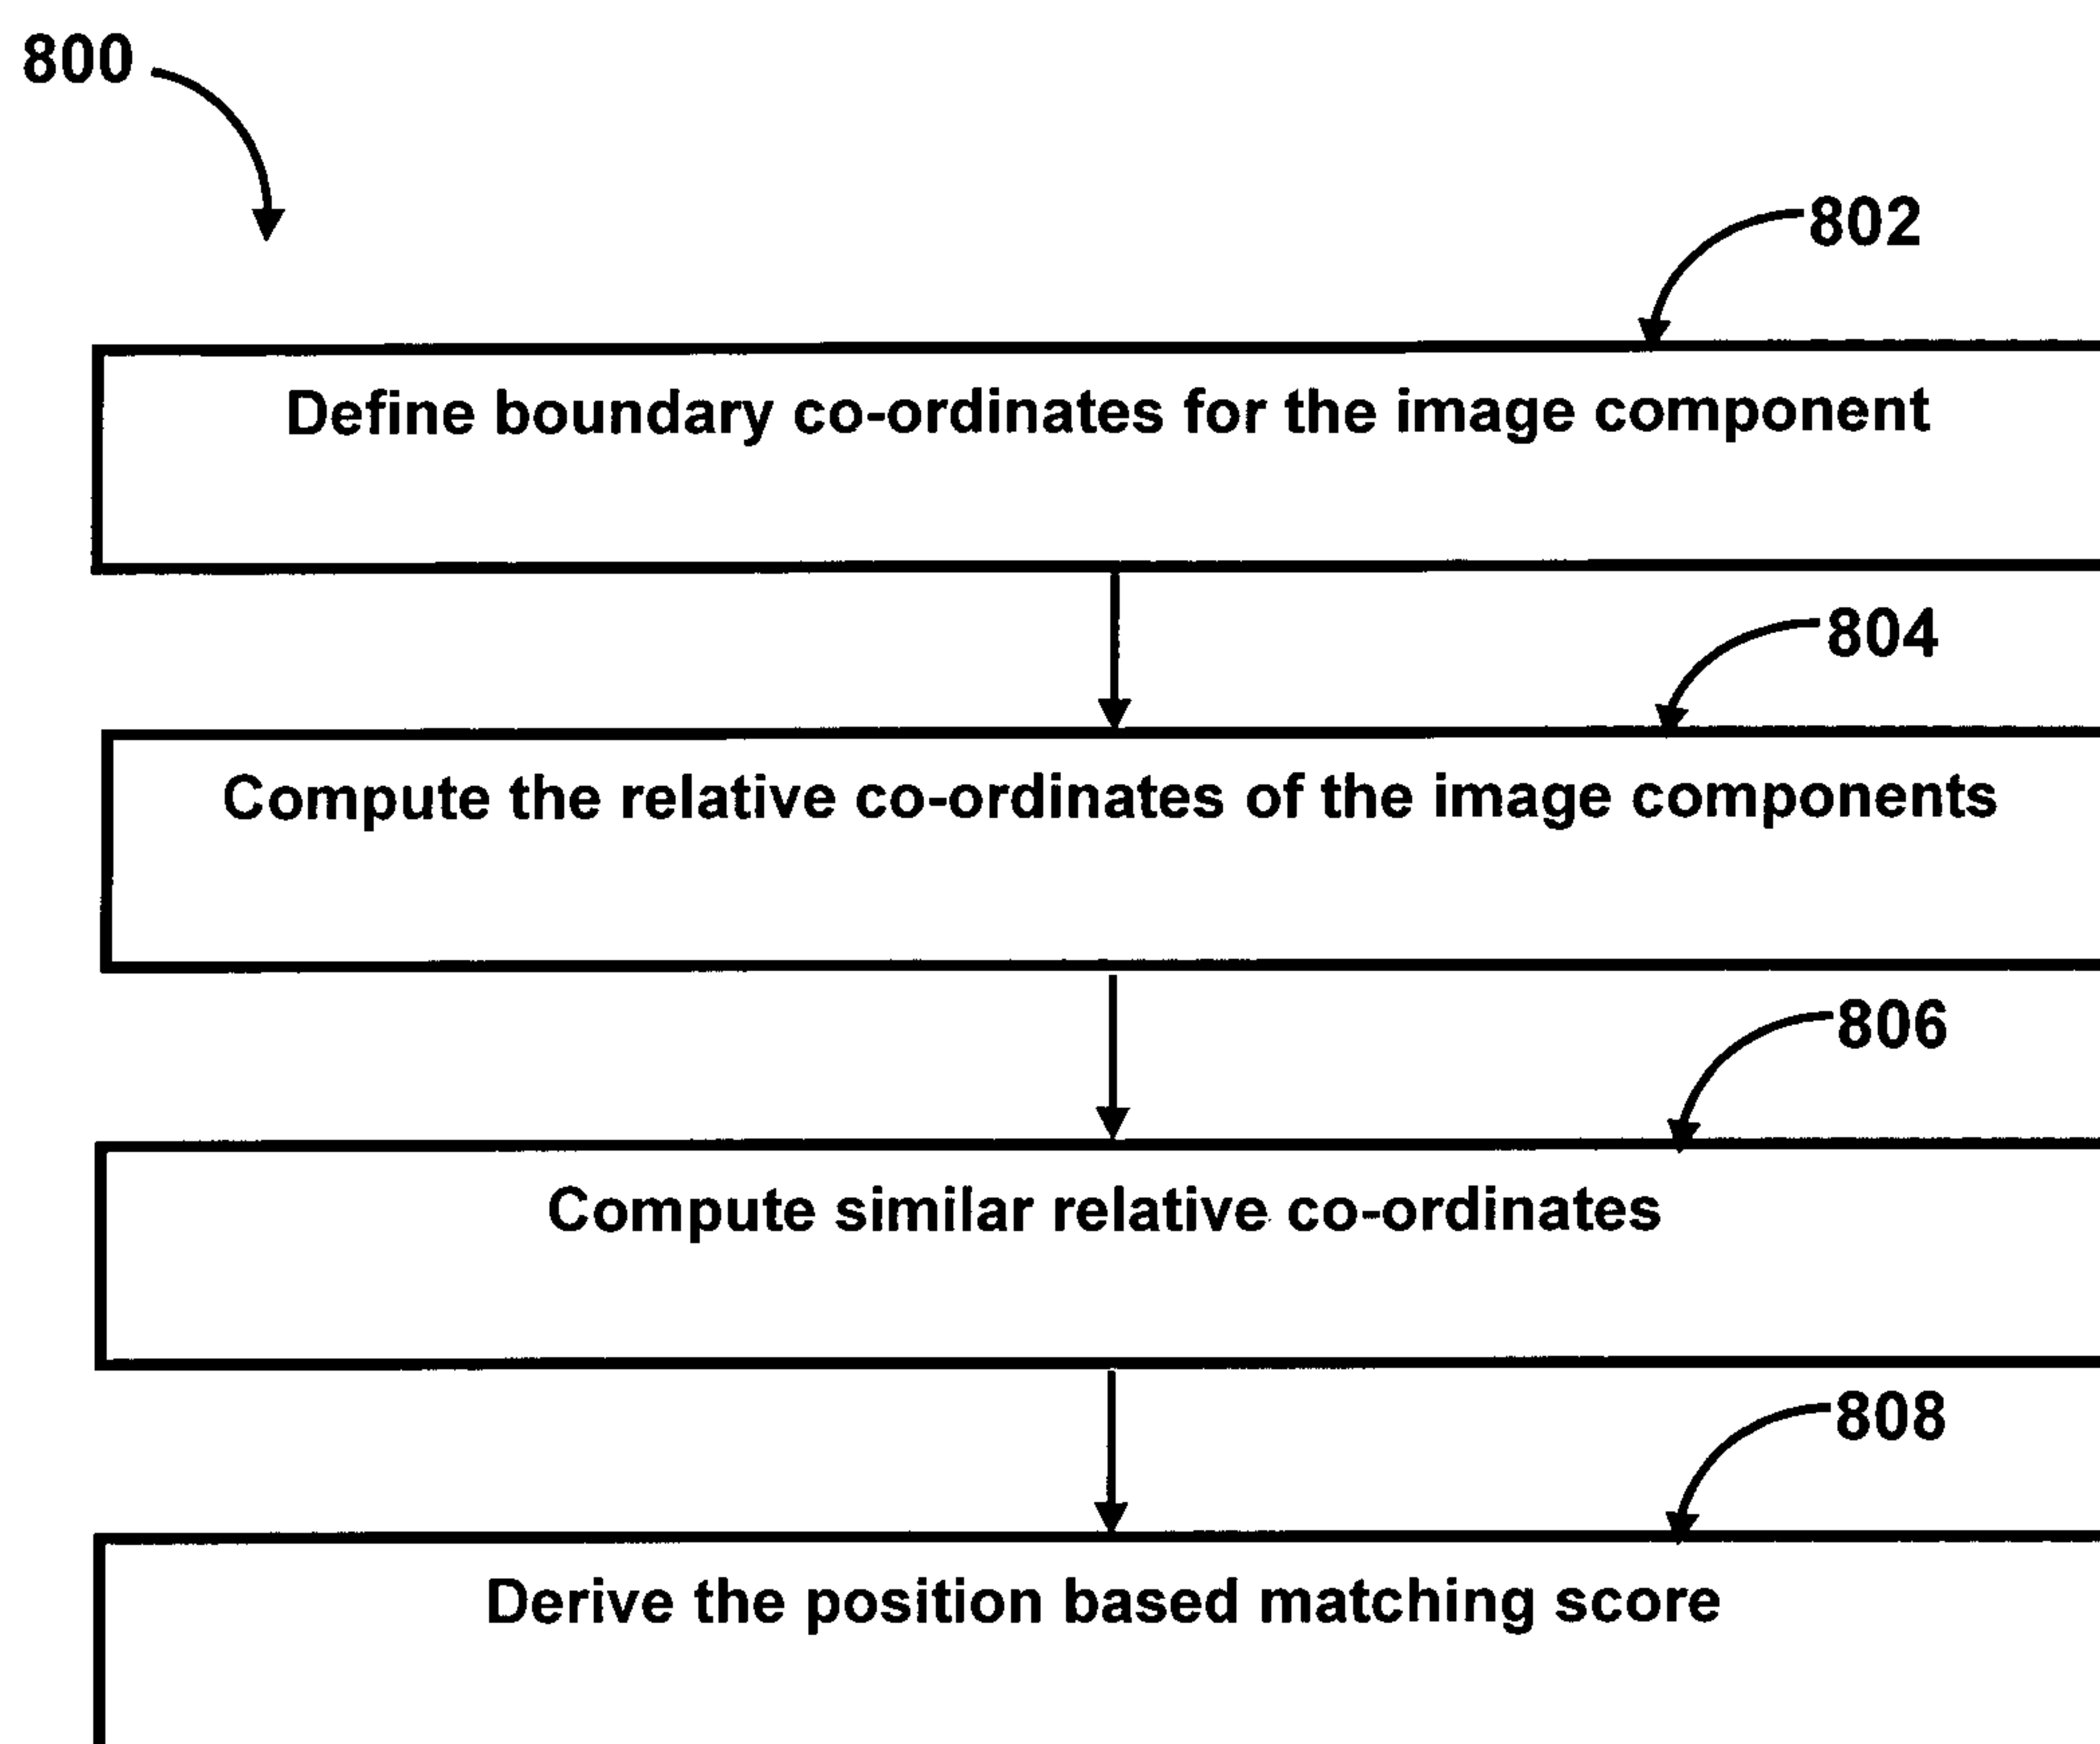 800
802
Define boundary co-ordinates for the image component
804
Compute the relative co-ordinates of the image components
806
Compute similar relative co-ordinates
808
Derive the position based matching score